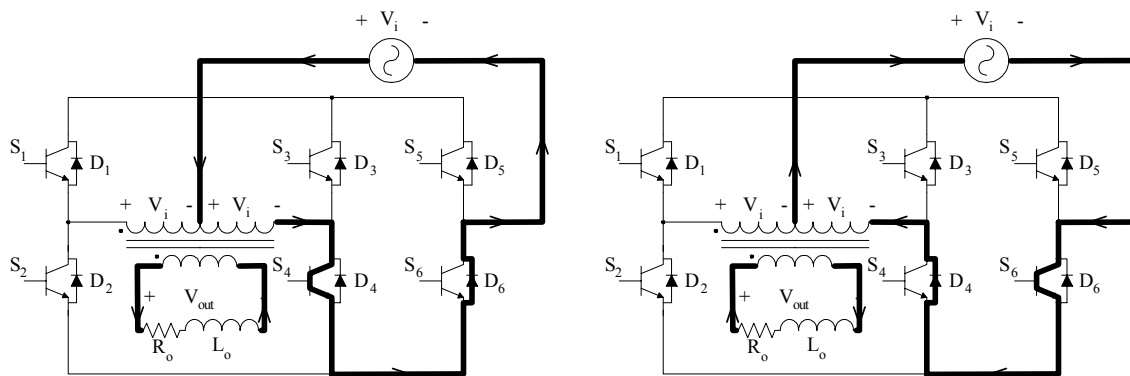 + V_i -
S_1 D_1 S_3 D_3 S_5 D_5
+ V_i - + V_i -
S_2 D_2 S_4 D_4 S_6 D_6
+ V_out
R_o L_o
+ V_i -
S_1 D_1 S_3 D_3 S_5 D_5
+ V_i - + V_i -
S_2 D_2 S_4 D_4 S_6 D_6
+ V_out
R_o L_o